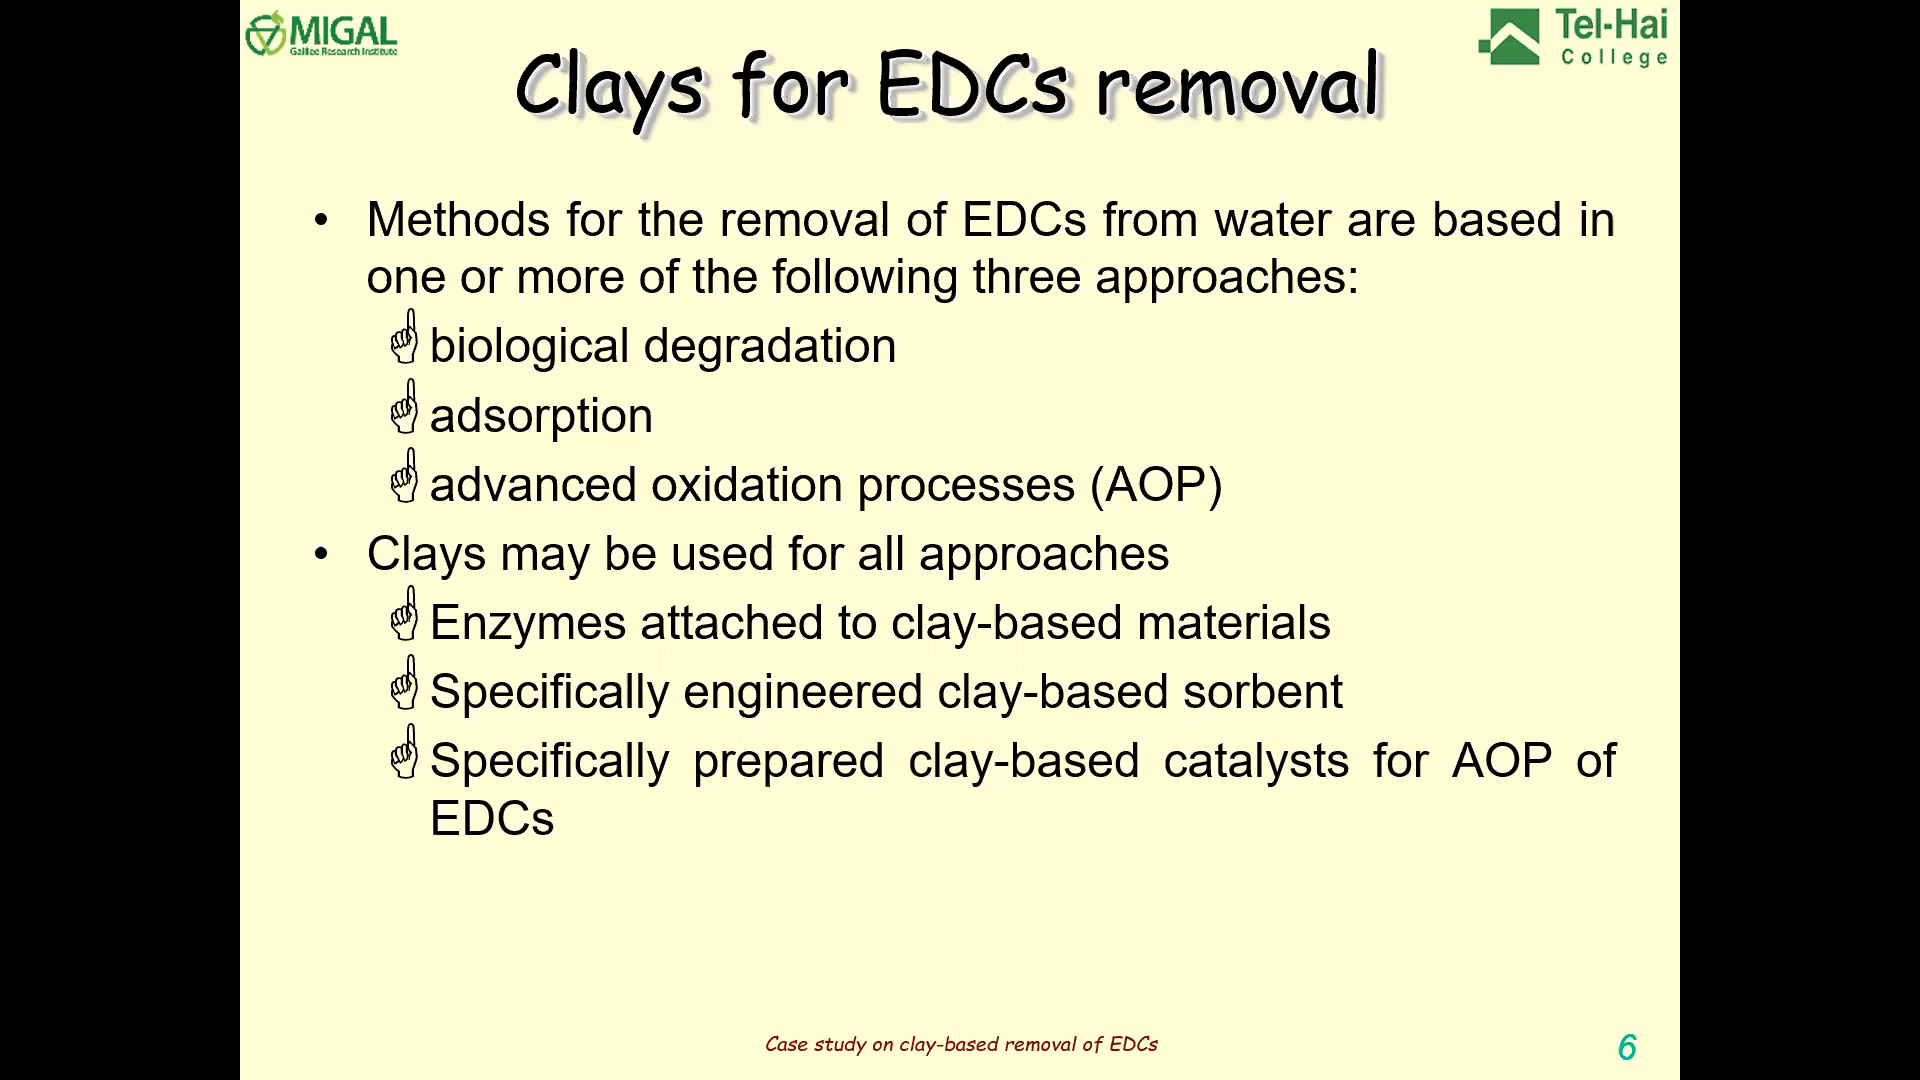 MIGAL
Galilee Research Institute
Tel-Hai
College
Clays for EDCs removal
• Methods for the removal of EDCs from water are based in
one or more of the following three approaches:
biological degradation
adsorption
advanced oxidation processes (AOP)
• Clays may be used for all approaches
Enzymes attached to clay-based materials
Specifically engineered clay-based sorbent
Specifically prepared clay-based catalysts for AOP of
EDCs
Case study on clay-based removal of EDCs
6